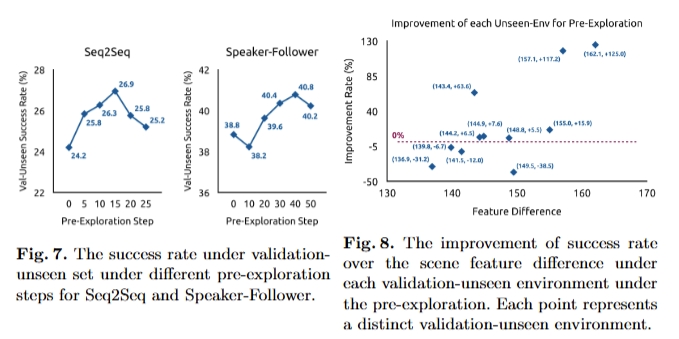 Seq2Seq
Val-Unseen Success Rate (%)
28
26
24
22
24.2
25.8
26.3
26.9
25.8
25.2
0 5 10 15 20 25
Pre-Exploration Step
Speaker-Follower
Val-Unseen Success Rate (%)
42
40
38
36
38.8
38.2
39.6
40.4
40.8
40.2
0 10 20 30 40 50
Pre-Exploration Step
Fig. 7. The success rate under validation-
unseen set under different pre-exploration
steps for Seq2Seq and Speaker-Follower.
Improvement of each Unseen-Env for Pre-Exploration
Improvement Rate (%)
130
85
40
-5
-50
0%
(157.1, +117.2)
(162.1, +125.0)
(143.4, +63.6)
(144.9, +7.6)
(144.2, +6.5)
(148.8, +5.5)
(155.0, +15.9)
(139.8, -6.7)
(136.9, -31.2)
(141.5, -12.0)
(149.5, -38.5)
130 140 150 160 170
Feature Difference
Fig. 8. The improvement of success rate
over the scene feature difference under
each validation-unseen environment under
the pre-exploration. Each point represents
a distinct validation-unseen environment.